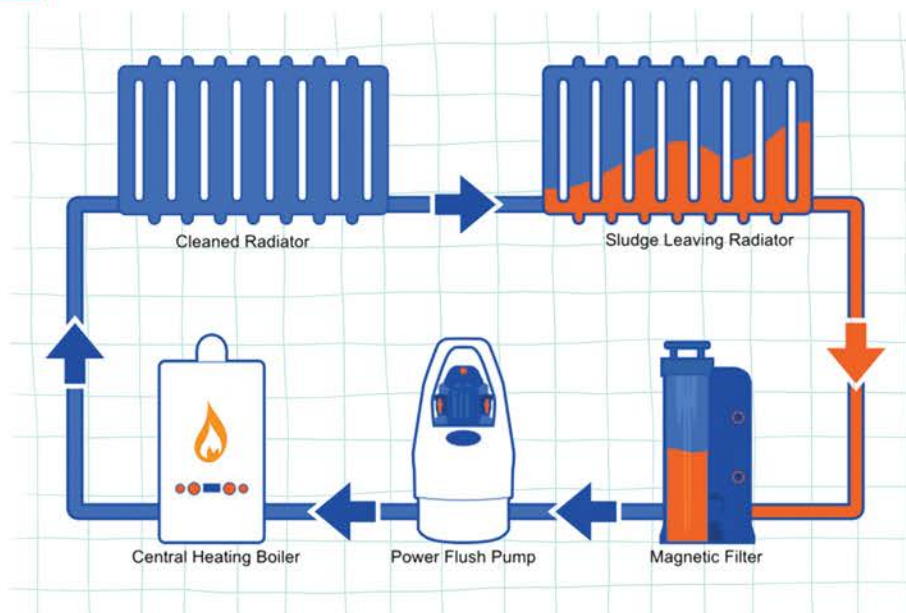 Cleaned Radiator
Sludge Leaving Radiator
Central Heating Boiler
Power Flush Pump
Magnetic Filter